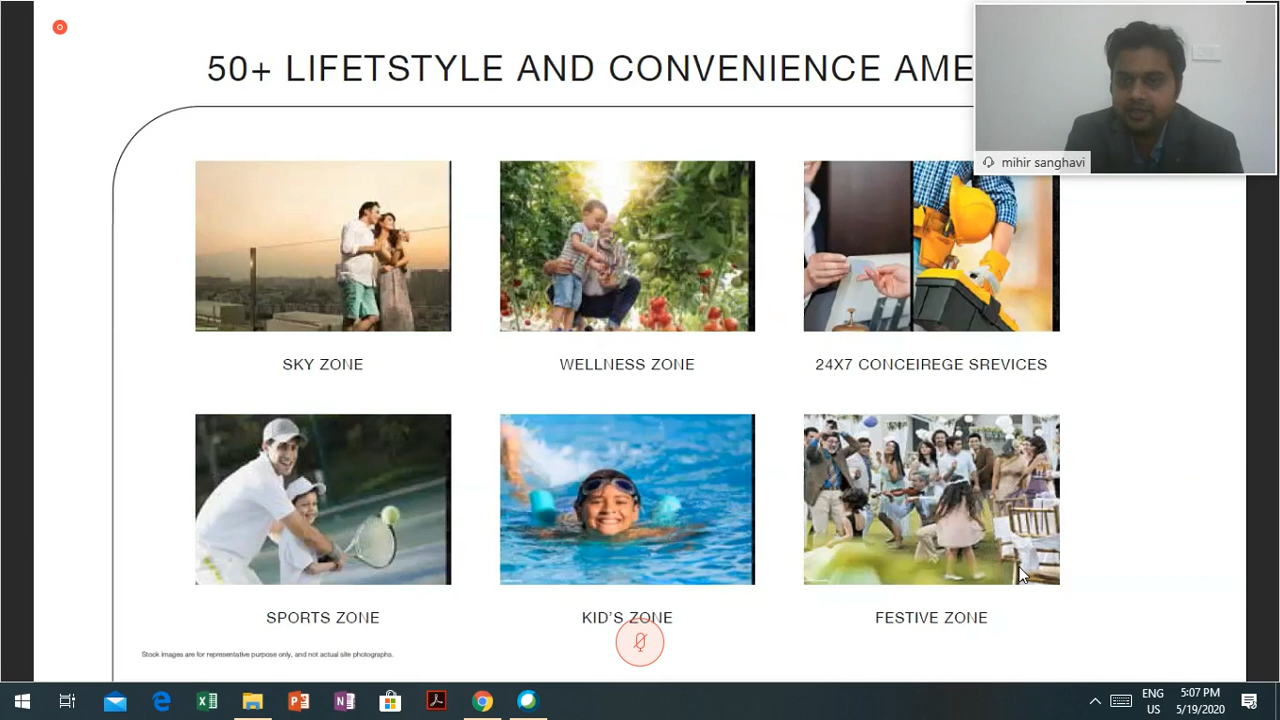 50+ LIFETSTYLE AND CONVENIENCE AME
mihir sanghavi
SKY ZONE
WELLNESS ZONE
24X7 CONCEIREGE SREVICES
SPORTS ZONE
KID'S ZONE
FESTIVE ZONE
Stock images are for representative purpose only, and not actual site photographs.
ENG
US
5:07 PM
5/19/2020